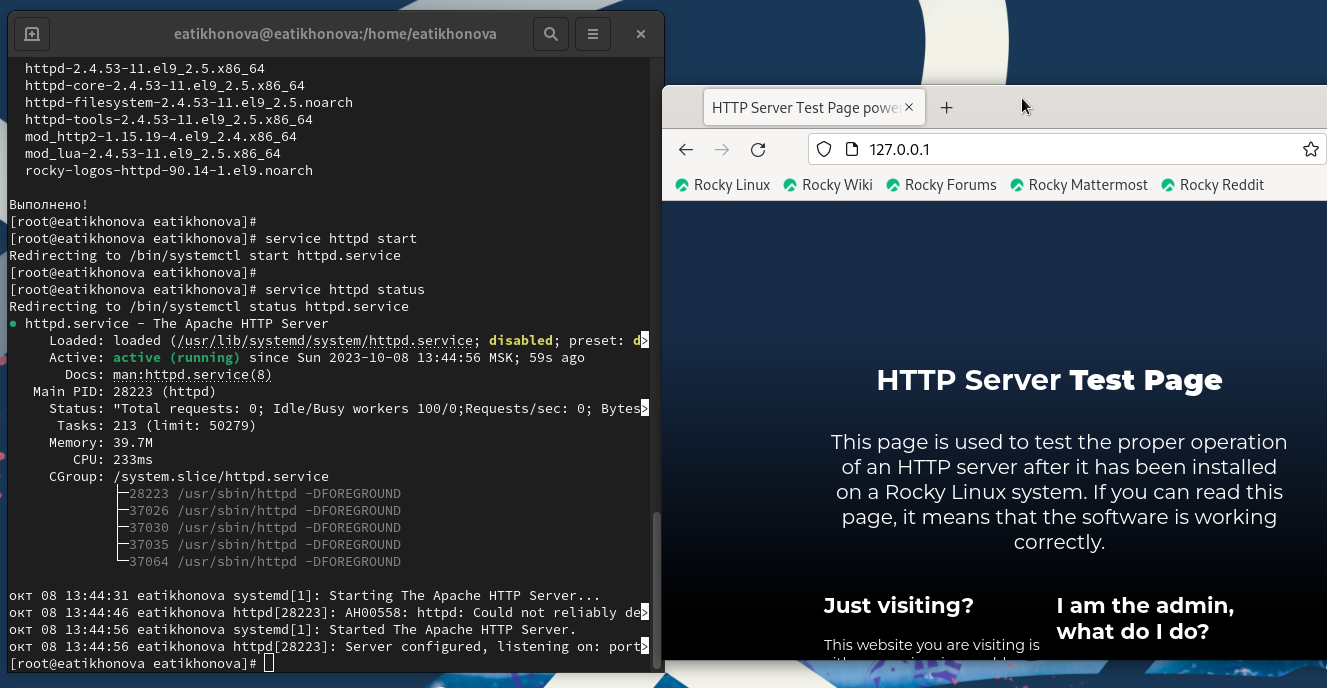 eatikhonova@eatikhonova:/home/eatikhonova
httpd-2.4.53-11.el9_2.5.x86_64
httpd-core-2.4.53-11.el9_2.5.x86_64
httpd-filesystem-2.4.53-11.el9_2.5.noarch
httpd-tools-2.4.53-11.el9_2.5.x86_64
mod_http2-1.15.19-4.el9_2.4.x86_64
mod_lua-2.4.53-11.el9_2.5.x86_64
rocky-logos-httpd-90.14-1.el9.noarch
Выполнено!
[root@eatikhonova eatikhonova]#
[root@eatikhonova eatikhonova]# service httpd start
Redirecting to /bin/systemctl start httpd.service
[root@eatikhonova eatikhonova]#
[root@eatikhonova eatikhonova]# service httpd status
Redirecting to /bin/systemctl status httpd.service
● httpd.service - The Apache HTTP Server
Loaded: loaded (/usr/lib/systemd/system/httpd.service; disabled; preset: d>
Active: active (running) since Sun 2023-10-08 13:44:56 MSK; 59s ago
Docs: man:httpd.service(8)
Main PID: 28223 (httpd)
Status: "Total requests: 0; Idle/Busy workers 100/0;Requests/sec: 0; Bytes>
Tasks: 213 (limit: 50279)
Memory: 39.7M
CPU: 233ms
CGroup: /system.slice/httpd.service
├─28223 /usr/sbin/httpd -DFOREGROUND
├─37026 /usr/sbin/httpd -DFOREGROUND
├─37030 /usr/sbin/httpd -DFOREGROUND
├─37035 /usr/sbin/httpd -DFOREGROUND
└─37064 /usr/sbin/httpd -DFOREGROUND
окт 08 13:44:31 eatikhonova systemd[1]: Starting The Apache HTTP Server...
окт 08 13:44:46 eatikhonova httpd[28223]: AH00558: httpd: Could not reliably de>
окт 08 13:44:56 eatikhonova systemd[1]: Started The Apache HTTP Server.
окт 08 13:44:56 eatikhonova httpd[28223]: Server configured, listening on: port>
[root@eatikhonova eatikhonova]#
HTTP Server Test Page powe
127.0.0.1
Rocky Linux Rocky Wiki Rocky Forums Rocky Mattermost Rocky Reddit
HTTP Server Test Page
This page is used to test the proper operation
of an HTTP server after it has been installed
on a Rocky Linux system. If you can read this
page, it means that the software is working
correctly.
Just visiting?
This website you are visiting is
I am the admin,
what do I do?